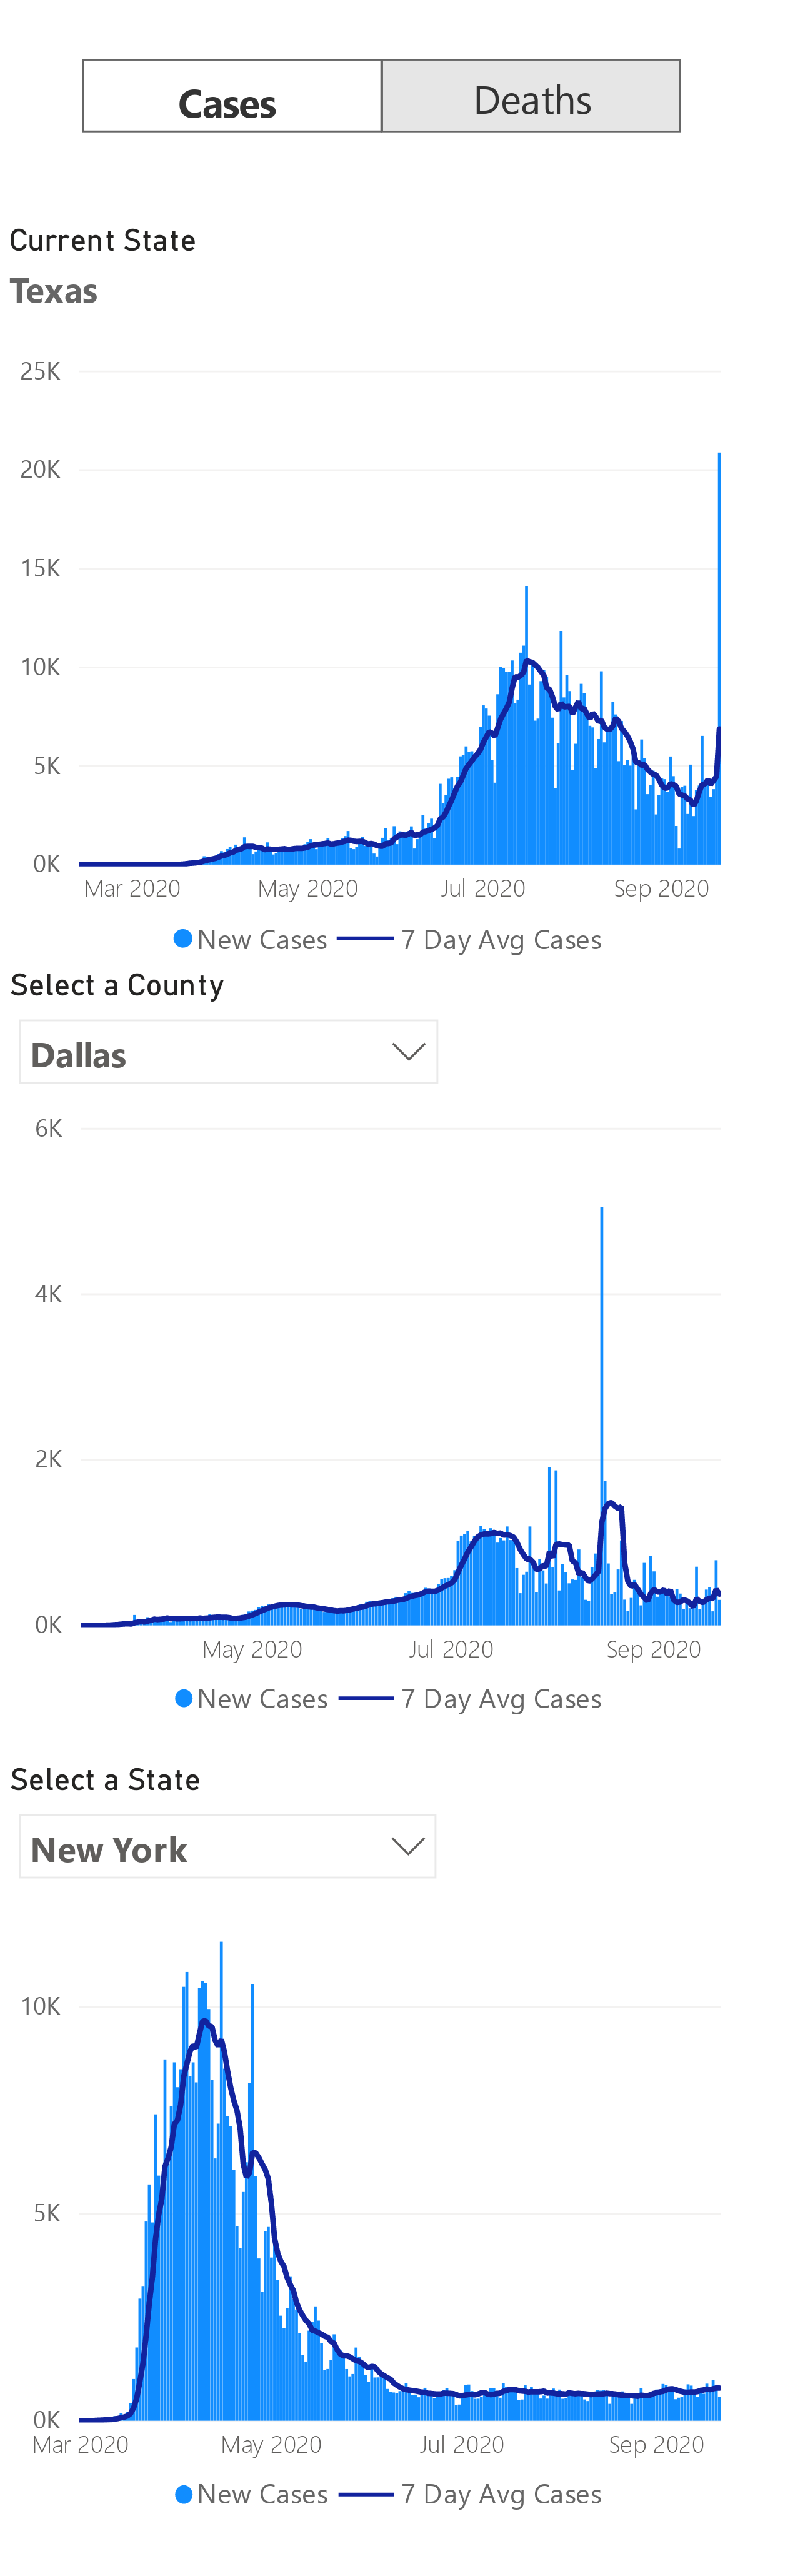 Cases Deaths
Current State
Texas
25K
20K
15K
10K
5K
0K
Mar 2020 May 2020 Jul 2020 Sep 2020
New Cases 7 Day Avg Cases
Select a County
Dallas
6K
4K
2K
0K
May 2020 Jul 2020 Sep 2020
New Cases 7 Day Avg Cases
Select a State
New York
10K
5K
0K
Mar 2020 May 2020 Jul 2020 Sep 2020
New Cases 7 Day Avg Cases